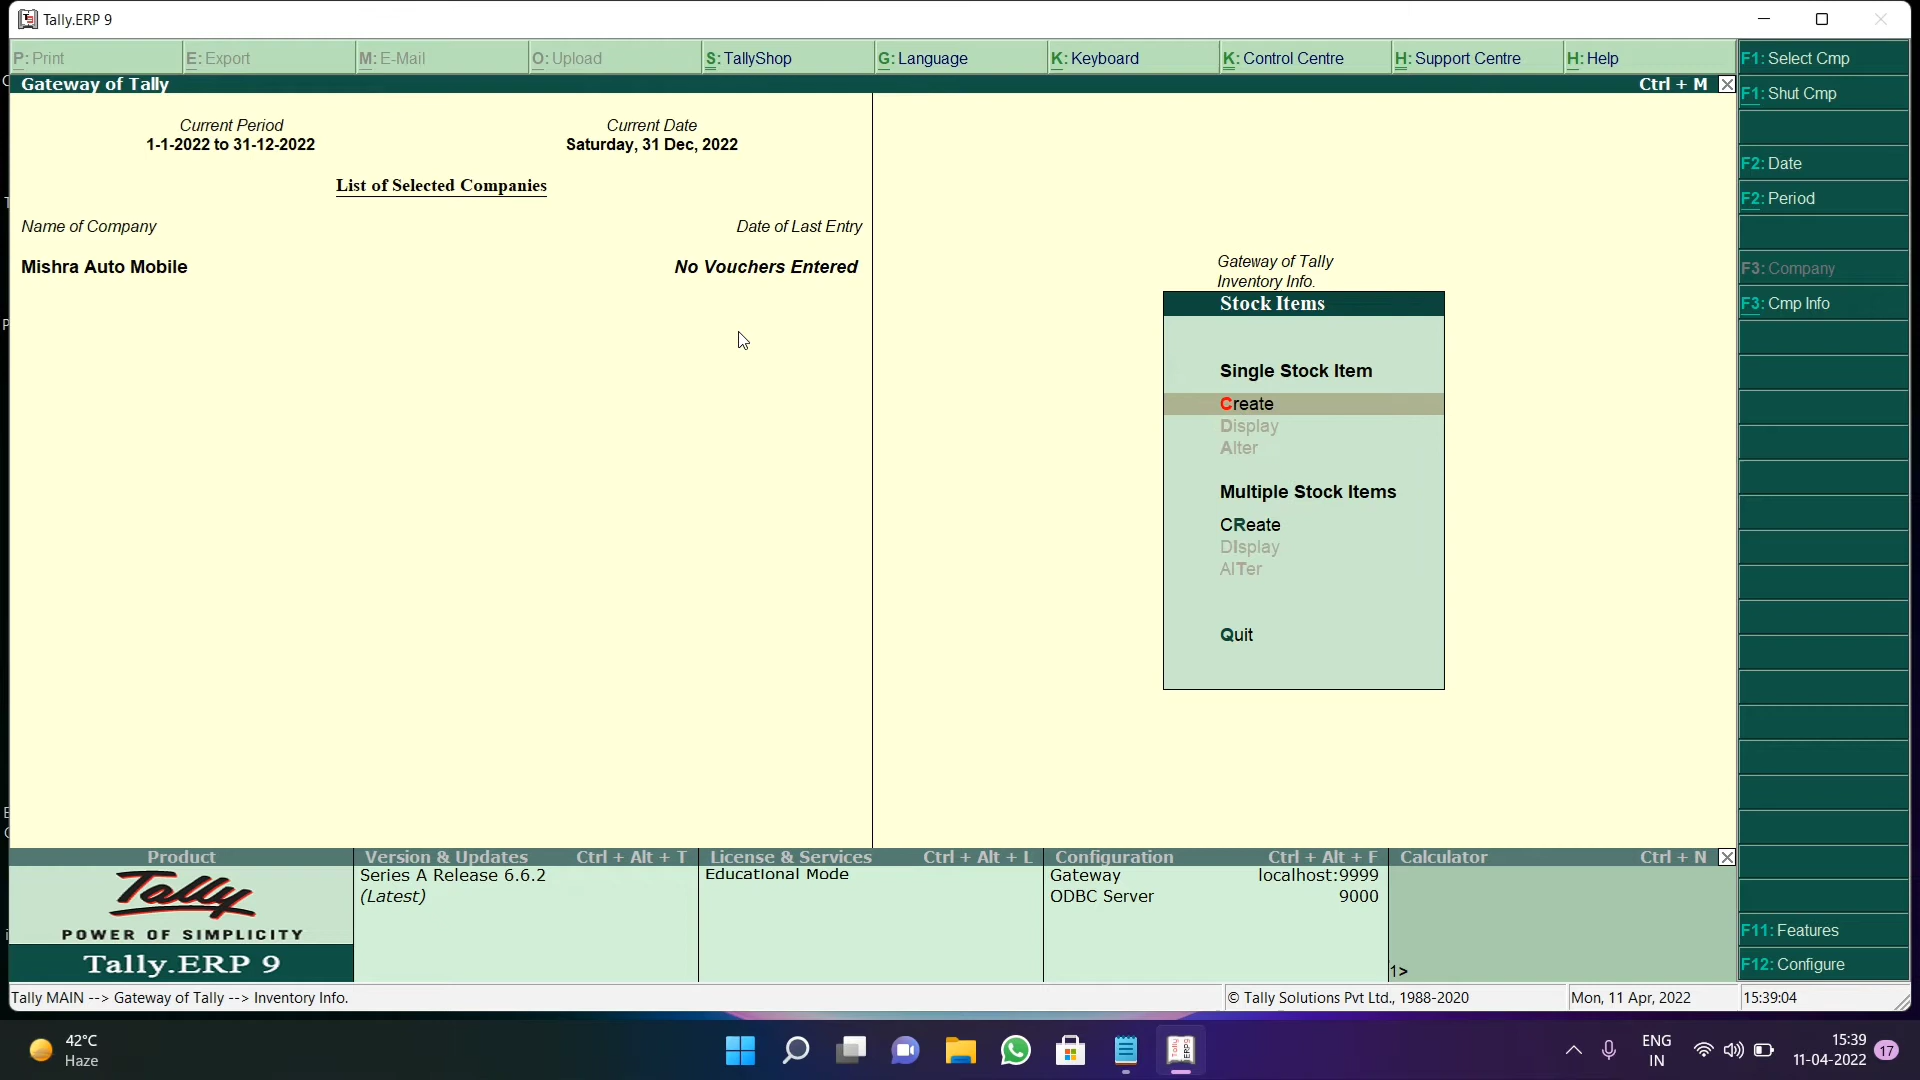 Tally.ERP 9
P: Print
E: Export
M: E-Mail
O: Upload
S: TallyShop
G: Language
K: Keyboard
K: Control Centre
H: Support Centre
H: Help
Gateway of Tally
Ctrl + M
Current Period
1-1-2022 to 31-12-2022
Current Date
Saturday, 31 Dec, 2022
List of Selected Companies
Name of Company
Date of Last Entry
Mishra Auto Mobile
No Vouchers Entered
Gateway of Tally
Inventory Info.
Stock Items
Single Stock Item
Create
Display
Alter
Multiple Stock Items
CReate
DIsplay
AlTer
Quit
F1: Select Cmp
F1: Shut Cmp
F2: Date
F2: Period
F3: Company
F3: Cmp Info
F11: Features
F12: Configure
Product
Tally
POWER OF SIMPLICITY
Tally.ERP 9
Version & Updates Ctrl + Alt + T
Series A Release 6.6.2
(Latest)
License & Services Ctrl + Alt + L
Educational Mode
Configuration Ctrl + Alt + F
Gateway localhost:9999
ODBC Server 9000
Calculator Ctrl + N
1>
Tally MAIN --> Gateway of Tally --> Inventory Info.
© Tally Solutions Pvt Ltd., 1988-2020
Mon, 11 Apr, 2022
15:39:04
42°C
Haze
Tally
ERP9
ENG
IN
15:39
11-04-2022
17